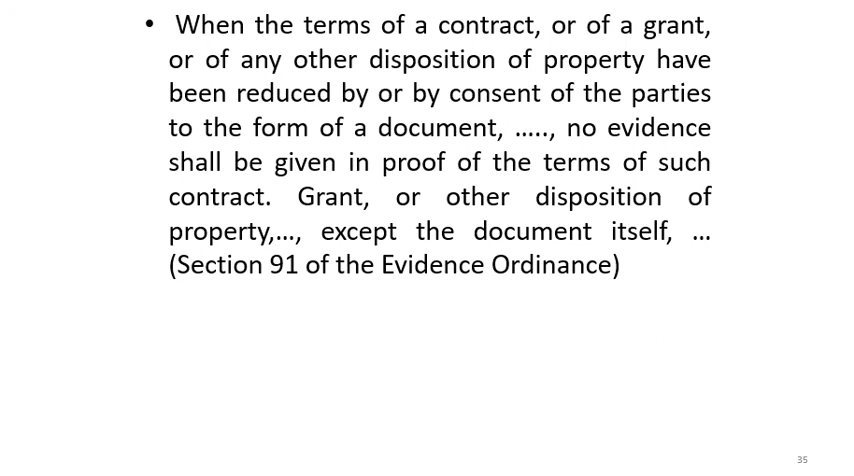 • When the terms of a contract, or of a grant,
or of any other disposition of property have
been reduced by or by consent of the parties
to the form of a document, ….., no evidence
shall be given in proof of the terms of such
contract. Grant, or other disposition of
property,…, except the document itself, …
(Section 91 of the Evidence Ordinance)
35